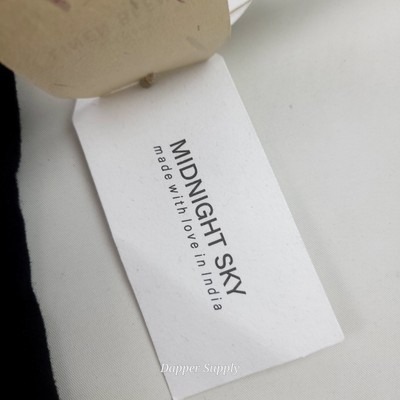 MIDNIGHT SKY
made with love in India
Dapper Supply